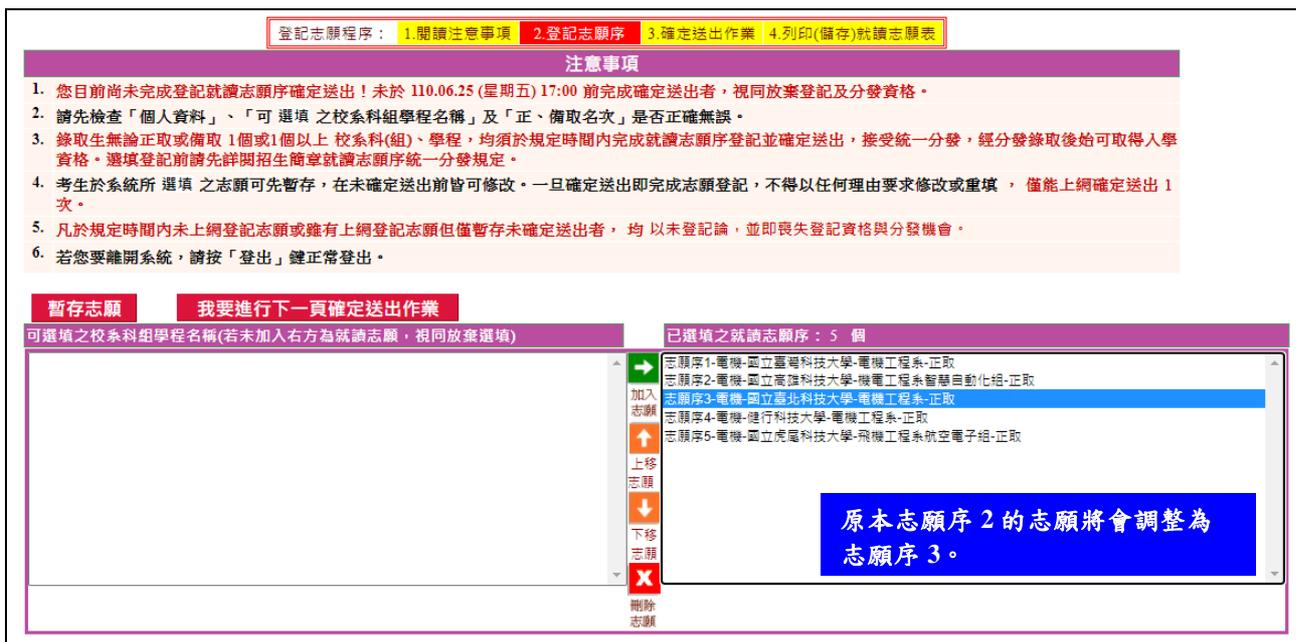 登記志願程序： 1.閱讀注意事項 2.登記志願序 3.確定送出作業 4.列印(儲存)就讀志願表
注意事項
1. 您目前尚未完成登記就讀志願序確定送出！未於 110.06.25 (星期五) 17:00 前完成確定送出者，視同放棄登記及分發資格。
2. 請先檢查「個人資料」、「可 選填 之校系科組學程名稱」及「正、備取名次」是否正確無誤。
3. 錄取生無論正取或備取 1個或1個以上 校系科(組)、學程，均須於規定時間內完成就讀志願序登記並確定送出，接受統一分發，經分發錄取後始可取得入學
資格。選填登記前請先詳閱招生簡章就讀志願序統一分發規定。
4. 考生於系統所 選填 之志願可先暫存，在未確定送出前皆可修改。一旦確定送出即完成志願登記，不得以任何理由要求修改或重填 ， 僅能上網確定送出 1
次。
5. 凡於規定時間內未上網登記志願或雖有上網登記志願但僅暫存未確定送出者， 均 以未登記論，並即喪失登記資格與分發機會。
6. 若您要離開系統，請按「登出」鍵正常登出。
暫存志願 我要進行下一頁確定送出作業
可選填之校系科組學程名稱(若未加入右方為就讀志願，視同放棄選填) 已選填之就讀志願序：5 個
加入
志願
上移
志願
下移
志願
X
刪除
志願
志願序1-電機-國立臺灣科技大學-電機工程系-正取
志願序2-電機-國立高雄科技大學-機電工程系智慧自動化組-正取
志願序3-電機-國立臺北科技大學-電機工程系-正取
志願序4-電機-健行科技大學-電機工程系-正取
志願序5-電機-國立虎尾科技大學-飛機工程系航空電子組-正取
原本志願序 2 的志願將會調整為
志願序 3。